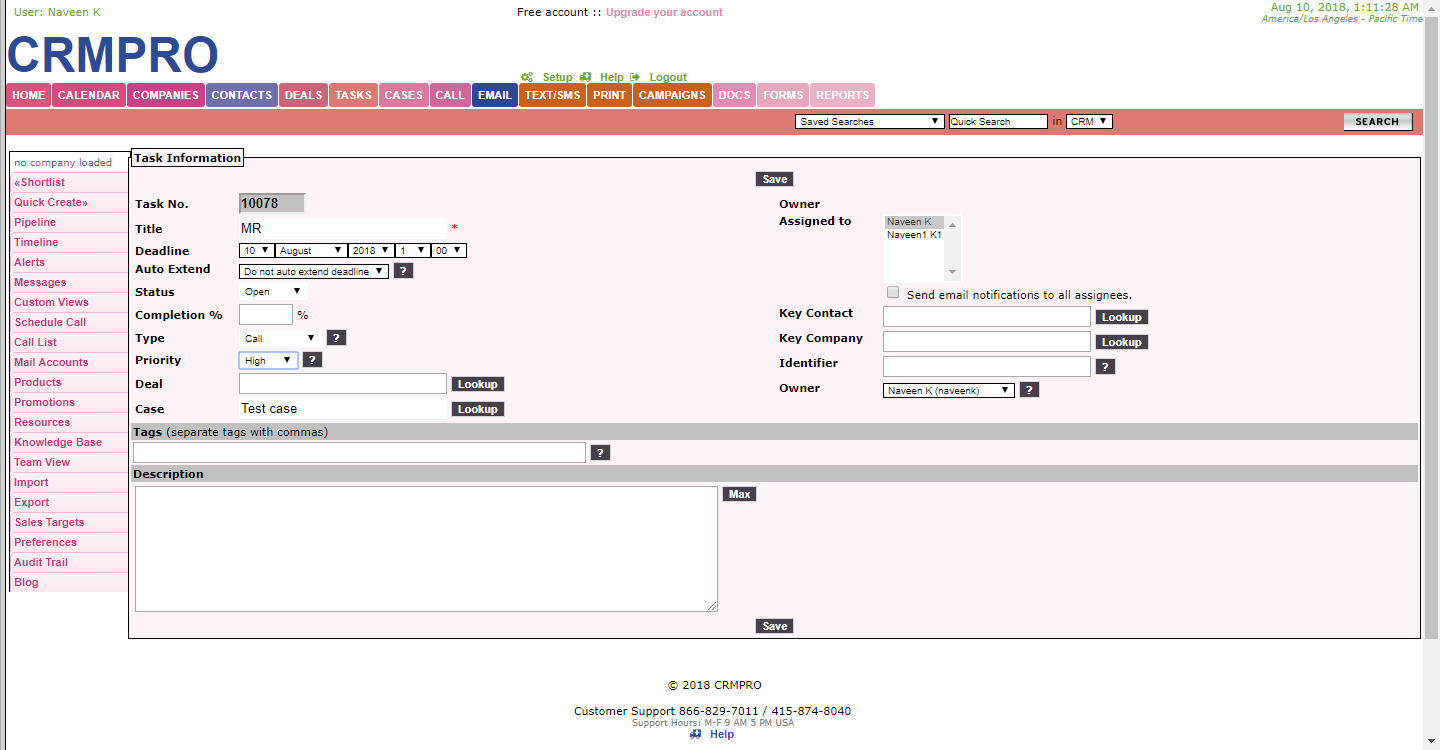 User: Naveen K
Free account :: Upgrade your account
Aug 10, 2018, 1:11:28 AM
America/Los Angeles - Pacific Time
CRMPRO
Setup Help Logout
HOME CALENDAR COMPANIES CONTACTS DEALS TASKS CASES CALL EMAIL TEXT/SMS PRINT CAMPAIGNS DOCS FORMS REPORTS
Saved Searches Quick Search in CRM SEARCH
no company loaded
«Shortlist
Quick Create»
Pipeline
Timeline
Alerts
Messages
Custom Views
Schedule Call
Call List
Mail Accounts
Products
Promotions
Resources
Knowledge Base
Team View
Import
Export
Sales Targets
Preferences
Audit Trail
Blog
Task Information
Save
Task No. 10078
Title MR *
Deadline 10 August 2018 1 00
Auto Extend Do not auto extend deadline ?
Status Open
Completion % %
Type Call ?
Priority High ?
Deal Lookup
Case Test case Lookup
Owner
Assigned to Naveen K
Naveen1 K1
Send email notifications to all assignees.
Key Contact Lookup
Key Company Lookup
Identifier ?
Owner Naveen K (naveenk) ?
Tags (separate tags with commas)
?
Description
Max
Save
© 2018 CRMPRO
Customer Support 866-829-7011 / 415-874-8040
Support Hours: M-F 9 AM 5 PM USA
Help